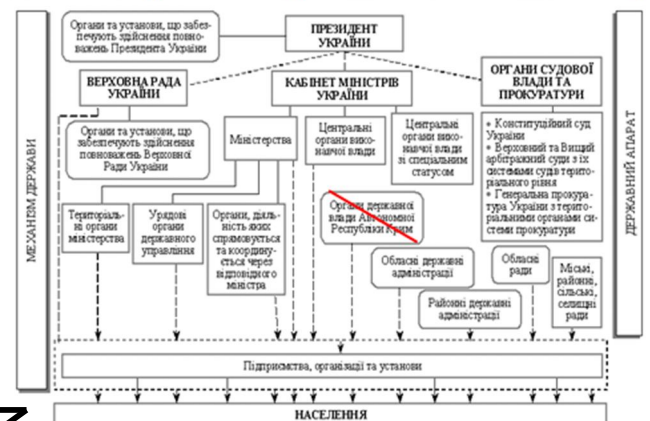 Органи та установи, що забез-
печують здійснення повно-
важень Президента України
ПРЕЗИДЕНТ
УКРАЇНИ
ВЕРХОВНА РАДА
УКРАЇНИ
КАБІНЕТ МІНІСТРІВ
УКРАЇНИ
ОРГАНИ СУДОВОЇ
ВЛАДИ ТА
ПРОКУРАТУРИ
Органи та установи, що
забезпечують здійснення
повноважень Верховної
Ради України
Міністерства
Центральні
органи вико-
навчої влади
Центральні
органи вико-
навчої влади
зі спеціальним
статусом
• Конституційний суд
України
• Верховний та Вищий
арбітражний суди з їх
системами судів терито-
ріального рівня
• Генеральна прокура-
тура України з терито-
ріальними органами си-
стеми прокуратури
Територіаль-
ні органи
міністерства
Урядові
органи
державного
управління
Органи, діяль-
ність яких
спрямовується
та координу-
ється через
відповідного
міністра
Органи державної
влади Автономної
Республіки Крим
Обласні державні
адміністрації
Районні державні
адміністрації
Обласні
ради
Міські,
районні,
сільські,
селищні
ради
Підприємства, організації та установи
НАСЕЛЕННЯ
МЕХАНІЗМ ДЕРЖАВИ
ДЕРЖАВНИЙ АПАРАТ